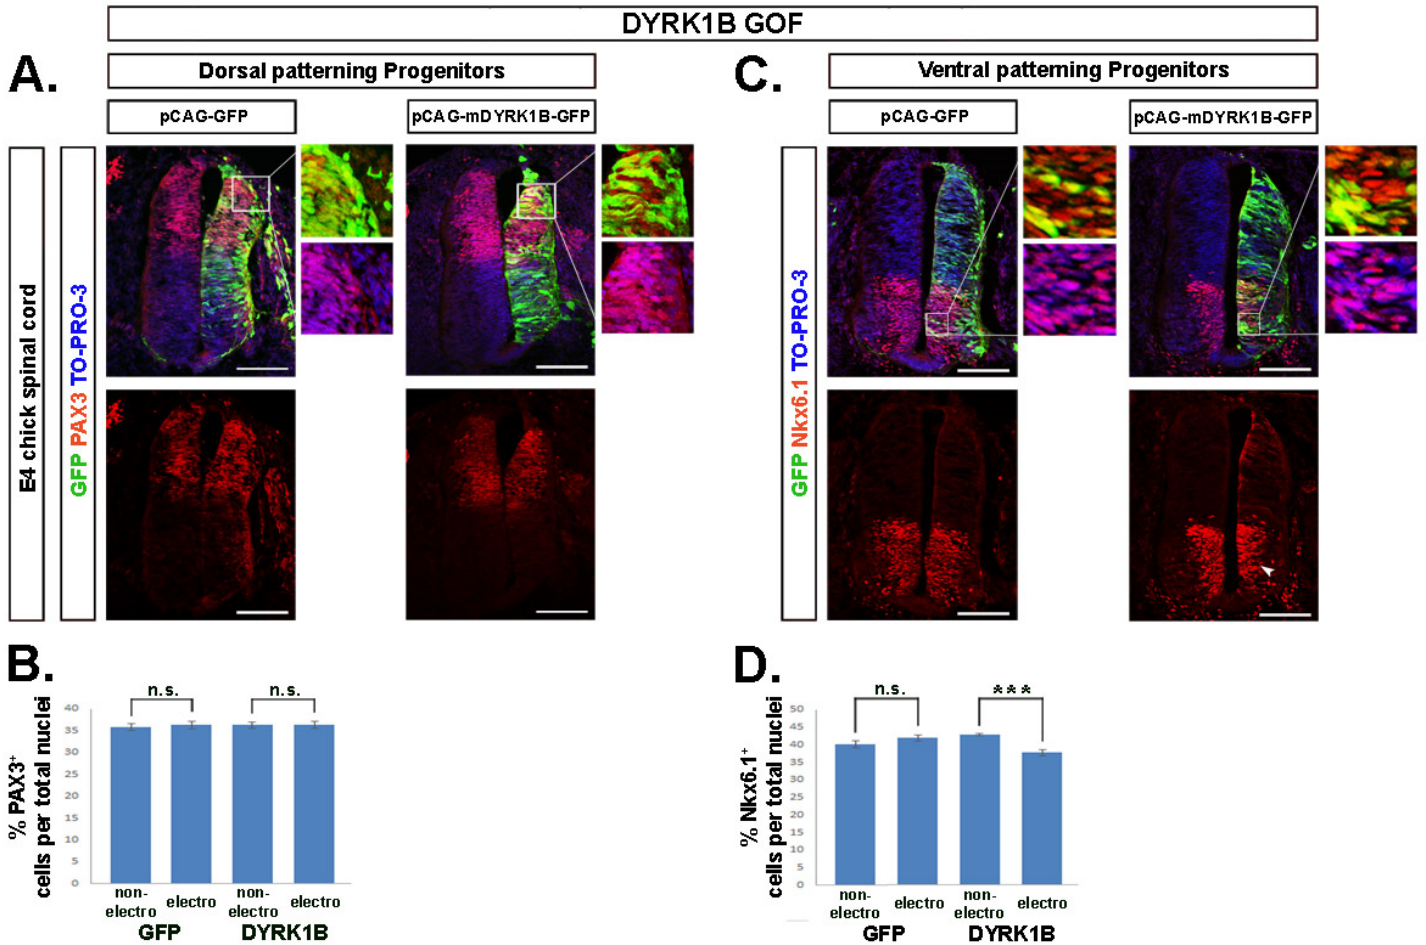 DYRK1B GOF
A.
Dorsal patterning Progenitors
pCAG-GFP
pCAG-mDYRK1B-GFP
E4 chick spinal cord
GFP PAX3 TO-PRO-3
C.
Ventral patterning Progenitors
pCAG-GFP
pCAG-mDYRK1B-GFP
GFP Nkx6.1 TO-PRO-3
B.
% PAX3+
cells per total nuclei
n.s.
n.s.
40
35
30
25
20
15
10
5
0
non-
electro
electro
non-
electro
electro
GFP
DYRK1B
D.
% Nkx6.1+
cells per total nuclei
n.s.
***
50
45
40
35
30
25
20
15
10
5
0
non-
electro
electro
non-
electro
electro
GFP
DYRK1B